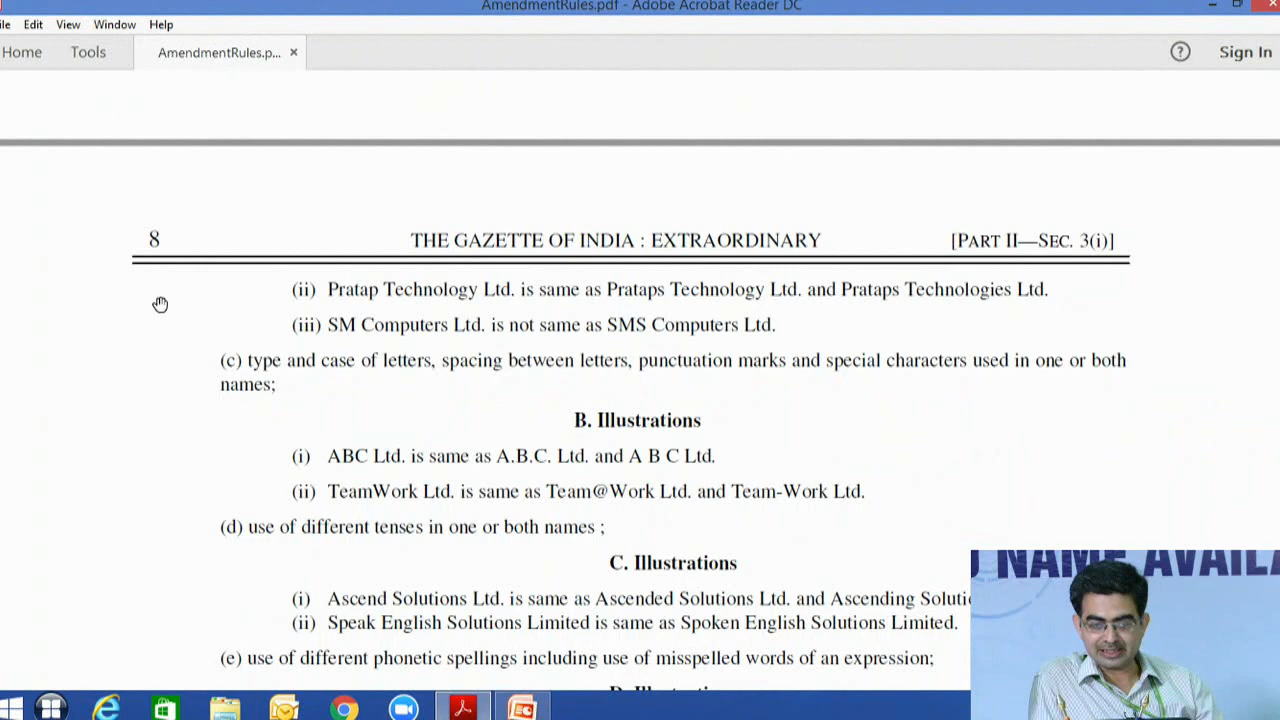 AmendmentRules.pdf - Adobe Acrobat Reader DC
Edit View Window Help
Home Tools AmendmentRules.p... × ? Sign In
8 THE GAZETTE OF INDIA : EXTRAORDINARY [PART II—SEC. 3(i)]
(ii) Pratap Technology Ltd. is same as Prataps Technology Ltd. and Prataps Technologies Ltd.
(iii) SM Computers Ltd. is not same as SMS Computers Ltd.
(c) type and case of letters, spacing between letters, punctuation marks and special characters used in one or both
names;
B. Illustrations
(i) ABC Ltd. is same as A.B.C. Ltd. and A B C Ltd.
(ii) TeamWork Ltd. is same as Team@Work Ltd. and Team-Work Ltd.
(d) use of different tenses in one or both names ;
C. Illustrations
(i) Ascend Solutions Ltd. is same as Ascended Solutions Ltd. and Ascending
(ii) Speak English Solutions Limited is same as Spoken English Solutions Limited.
(e) use of different phonetic spellings including use of misspelled words of an expression;
NAME